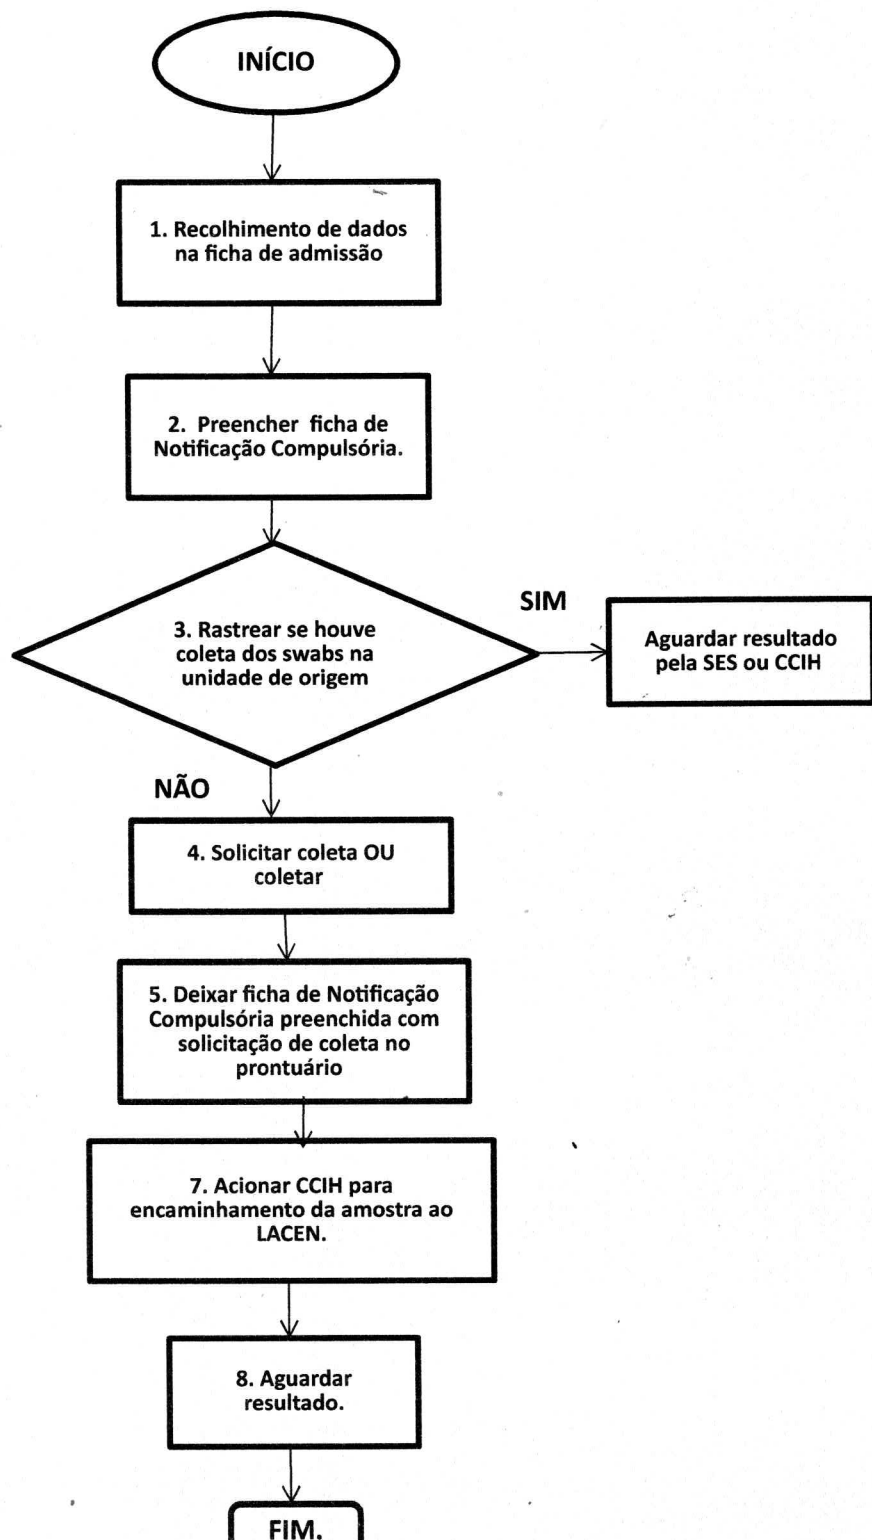 INÍCIO
1. Recolhimento de dados
na ficha de admissão
2. Preencher ficha de
Notificação Compulsória.
3. Rastrear se houve
coleta dos swabs na
unidade de origem
SIM
Aguardar resultado
pela SES ou CCIH
NÃO
4. Solicitar coleta OU
coletar
5. Deixar ficha de Notificação
Compulsória preenchida com
solicitação de coleta no
prontuário
7. Acionar CCIH para
encaminhamento da amostra ao
LACEN.
8. Aguardar
resultado.
FIM.